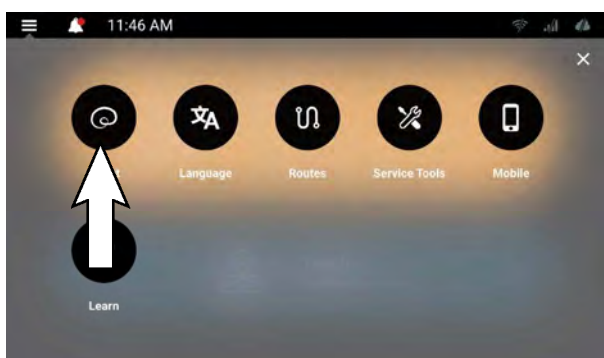 11:46 AM
Language
Routes
Service Tools
Mobile
Learn